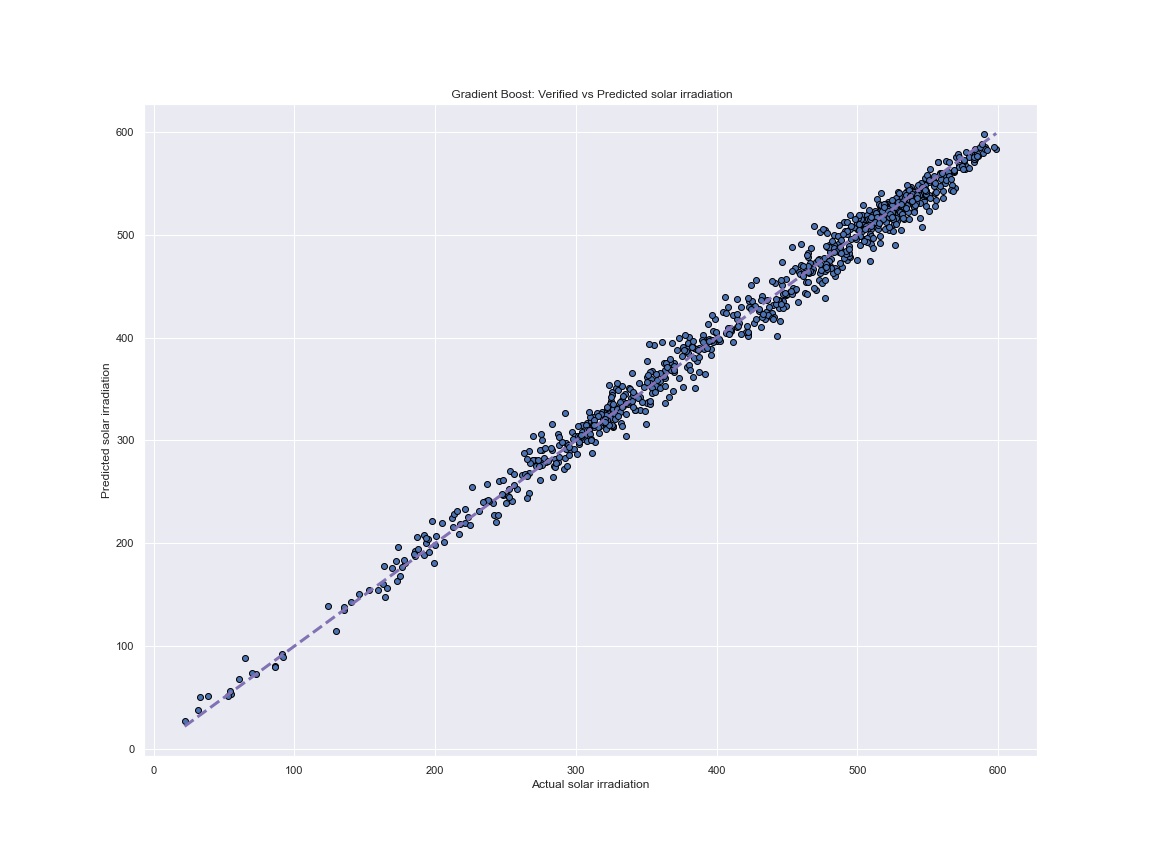 Gradient Boost: Verified vs Predicted solar irradiation
600
500
400
300
200
100
0
Predicted solar irradiation
0 100 200 300 400 500 600
Actual solar irradiation